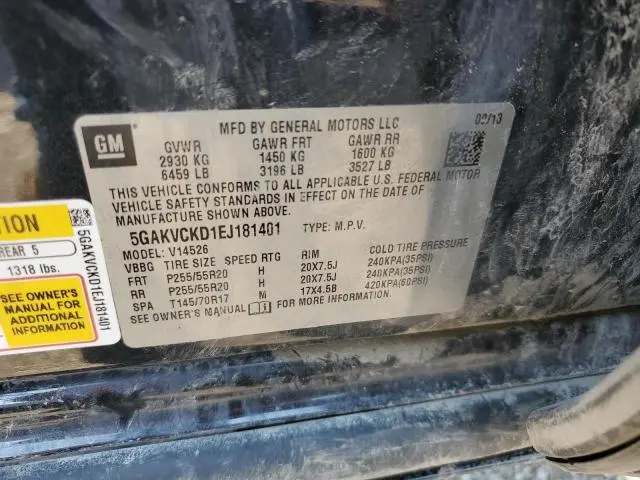 GM
MFD BY GENERAL MOTORS LLC
GVWR GAWR FRT GAWR RR
2930 KG 1450 KG 1600 KG
6459 LB 3196 LB 3527 LB
THIS VEHICLE CONFORMS TO ALL APPLICABLE U.S. FEDERAL MOTOR
VEHICLE SAFETY STANDARDS IN EFFECT ON THE DATE OF
MANUFACTURE SHOWN ABOVE.
5GAKVCKD1EJ181401 TYPE: M.P.V.
MODEL: V14526
VBBG TIRE SIZE SPEED RTG RIM COLD TIRE PRESSURE
FRT P255/55R20 H 20X7.5J 240KPA(35PSI)
RR P255/55R20 H 20X7.5J 240KPA(35PSI)
SPA T145/70R17 M 17X4.5B 420KPA(60PSI)
SEE OWNER'S MANUAL FOR ADDITIONAL INFORMATION.
TION
REAR 5
1318 lbs.
SEE OWNER'S
MANUAL FOR
ADDITIONAL
INFORMATION
5GAKVCKD1EJ181401